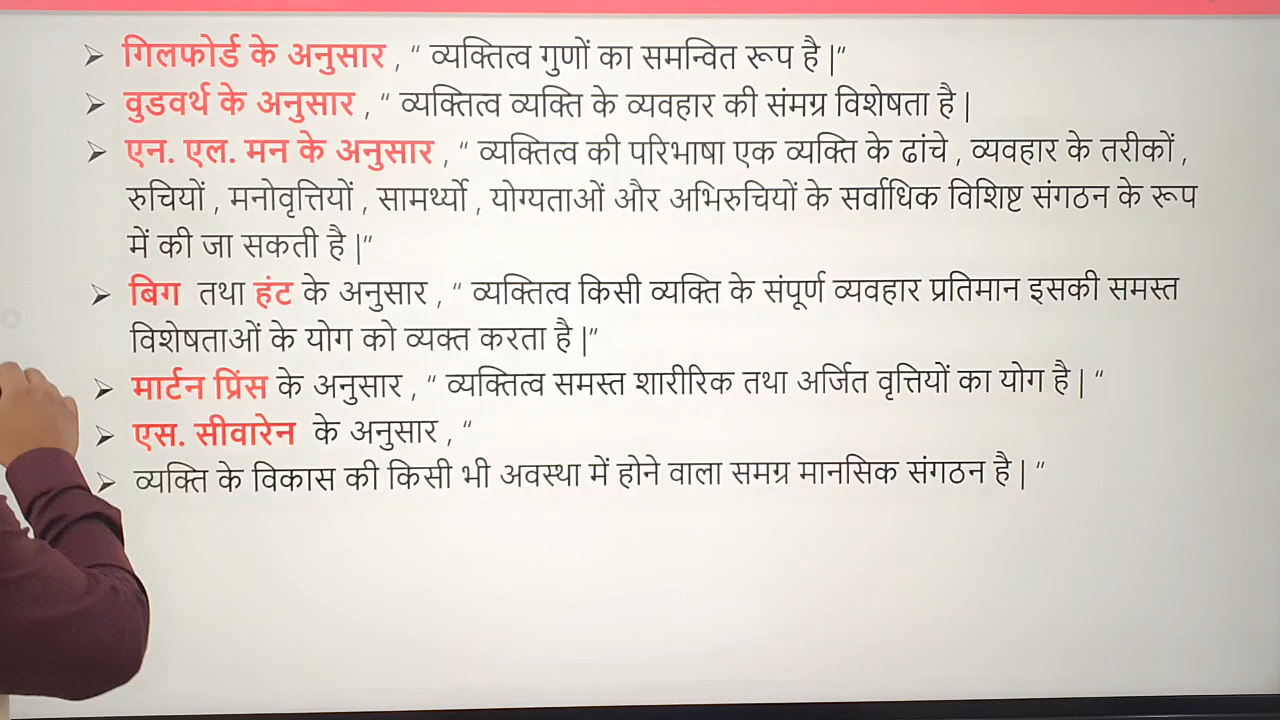 ➢ गिलफोर्ड के अनुसार , “ व्यक्तित्व गुणों का समन्वित रूप है |”
➢ वुडवर्थ के अनुसार , “ व्यक्तित्व व्यक्ति के व्यवहार की संमग्र विशेषता है |
➢ एन. एल. मन के अनुसार , “ व्यक्तित्व की परिभाषा एक व्यक्ति के ढांचे , व्यवहार के तरीकों ,
रुचियों , मनोवृत्तियों , सामर्थ्यो , योग्यताओं और अभिरुचियों के सर्वाधिक विशिष्ट संगठन के रूप
में की जा सकती है |”
➢ बिग तथा हंट के अनुसार , “ व्यक्तित्व किसी व्यक्ति के संपूर्ण व्यवहार प्रतिमान इसकी समस्त
विशेषताओं के योग को व्यक्त करता है |”
➢ मार्टन प्रिंस के अनुसार , “ व्यक्तित्व समस्त शारीरिक तथा अर्जित वृत्तियों का योग है | “
➢ एस. सीवारेन के अनुसार , “
➢ व्यक्ति के विकास की किसी भी अवस्था में होने वाला समग्र मानसिक संगठन है | “